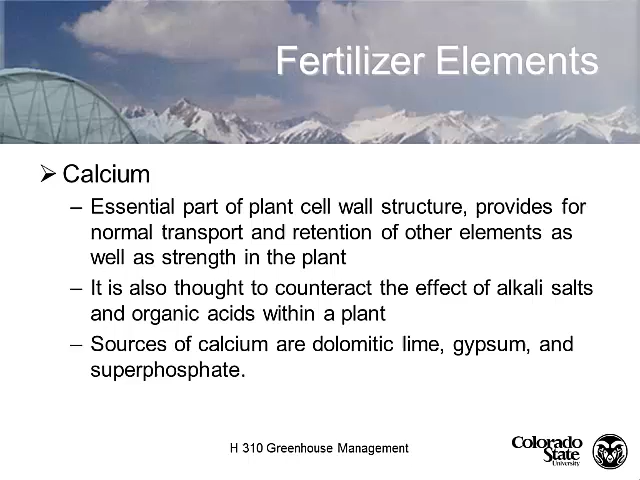 Fertilizer Elements
➢ Calcium
– Essential part of plant cell wall structure, provides for
normal transport and retention of other elements as
well as strength in the plant
– It is also thought to counteract the effect of alkali salts
and organic acids within a plant
– Sources of calcium are dolomitic lime, gypsum, and
superphosphate.
H 310 Greenhouse Management
Colorado
State
University